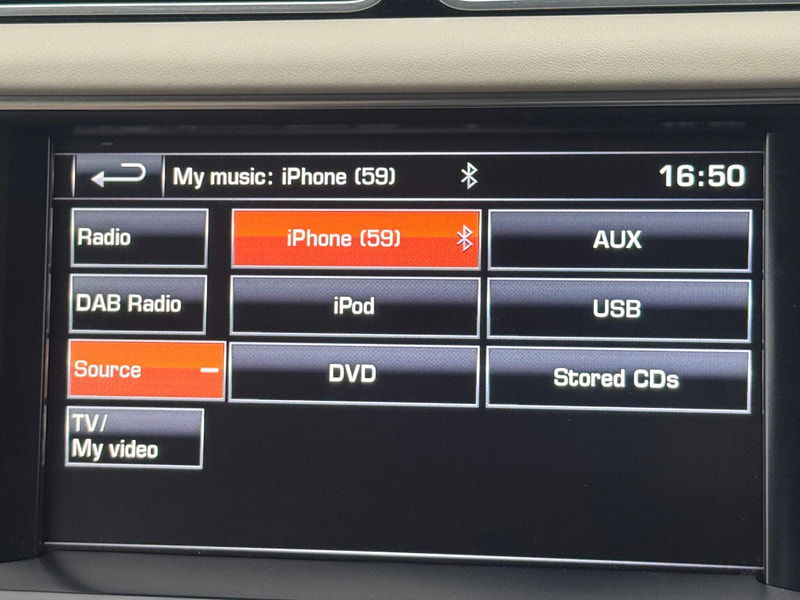 My music: iPhone (59)
16:50
Radio
iPhone (59)
AUX
DAB Radio
iPod
USB
Source
DVD
Stored CDs
TV/
My video